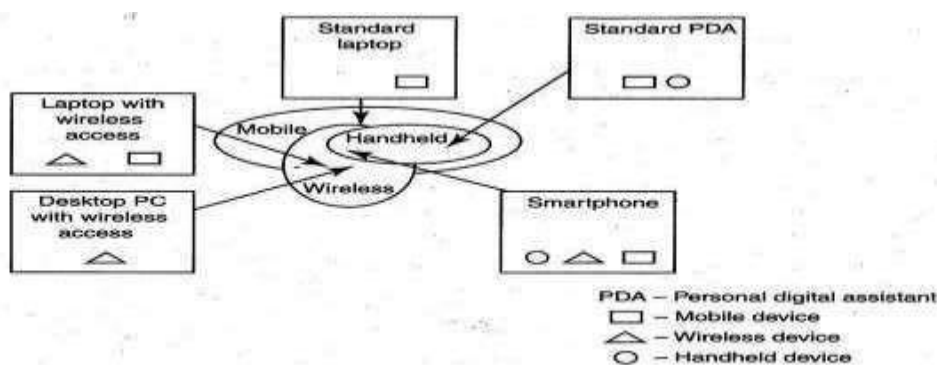 Standard
laptop
Standard PDA
Laptop with
wireless
access
Mobile
Handheld
Wireless
Desktop PC
with wireless
access
Smartphone
PDA – Personal digital assistant
– Mobile device
– Wireless device
– Handheld device